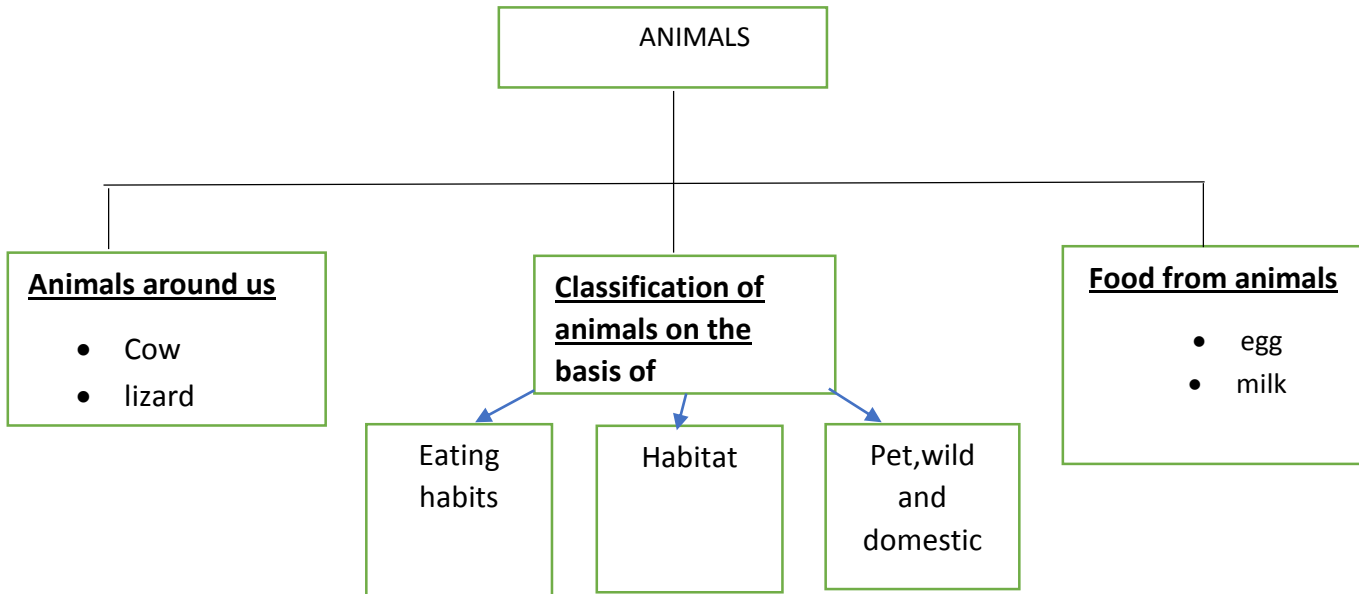 ANIMALS
Animals around us
• Cow
• lizard
Classification of
animals on the
basis of
Food from animals
• egg
• milk
Eating
habits
Habitat
Pet,wild
and
domestic